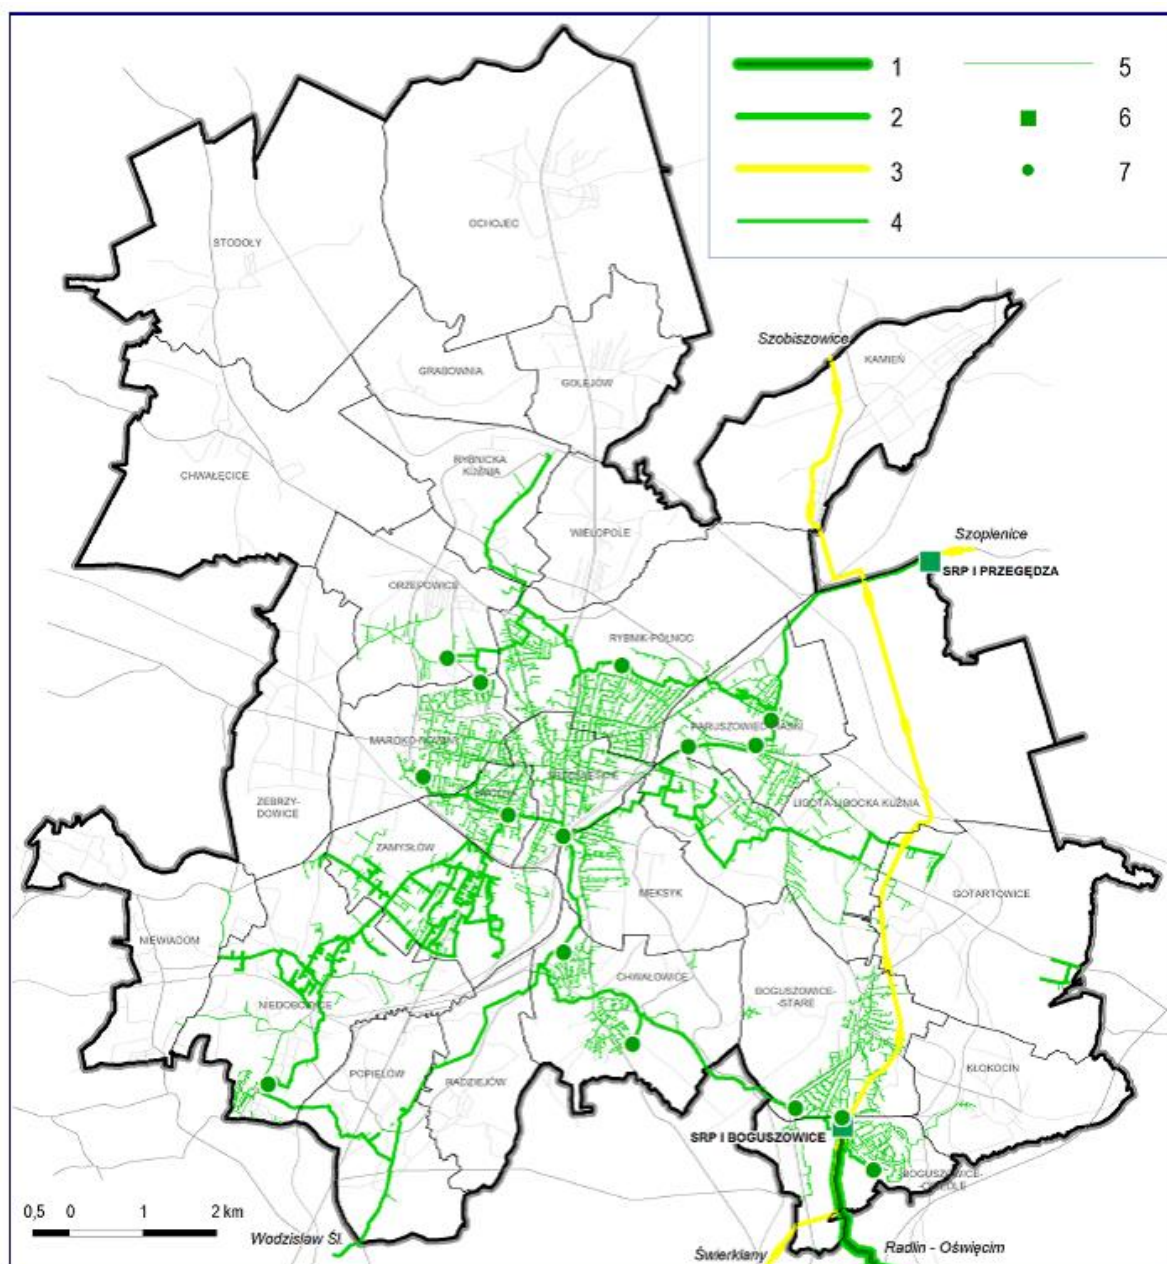 1
5
2
6
3
7
4
OCHOJEC
STODOŁY
Szobiszowice
KAMIEŃ
GRABOWNIA
GOLEJÓW
RYBNICKA
KUŹNIA
CHWAŁĘCICE
WIELOPOLE
Szopienice
SRP I PRZEGĘDZA
ORZEPOWICE
RYBNIK-PÓŁNOC
ZEBRZY-
DOWICE
LIGOTA-LIGOCKA KUŹNIA
ZAMYSŁÓW
MEKSYK
GOTARTOWICE
NIEWIADOM
CHWAŁOWICE
BOGUSZOWICE-
-STARE
POPIELÓW
RADZIEJÓW
KŁOKOCIN
SRP I BOGUSZOWICE
0,5 0 1 2 km
Wodzisław Śl.
Świerklany
Radlin - Oświęcim